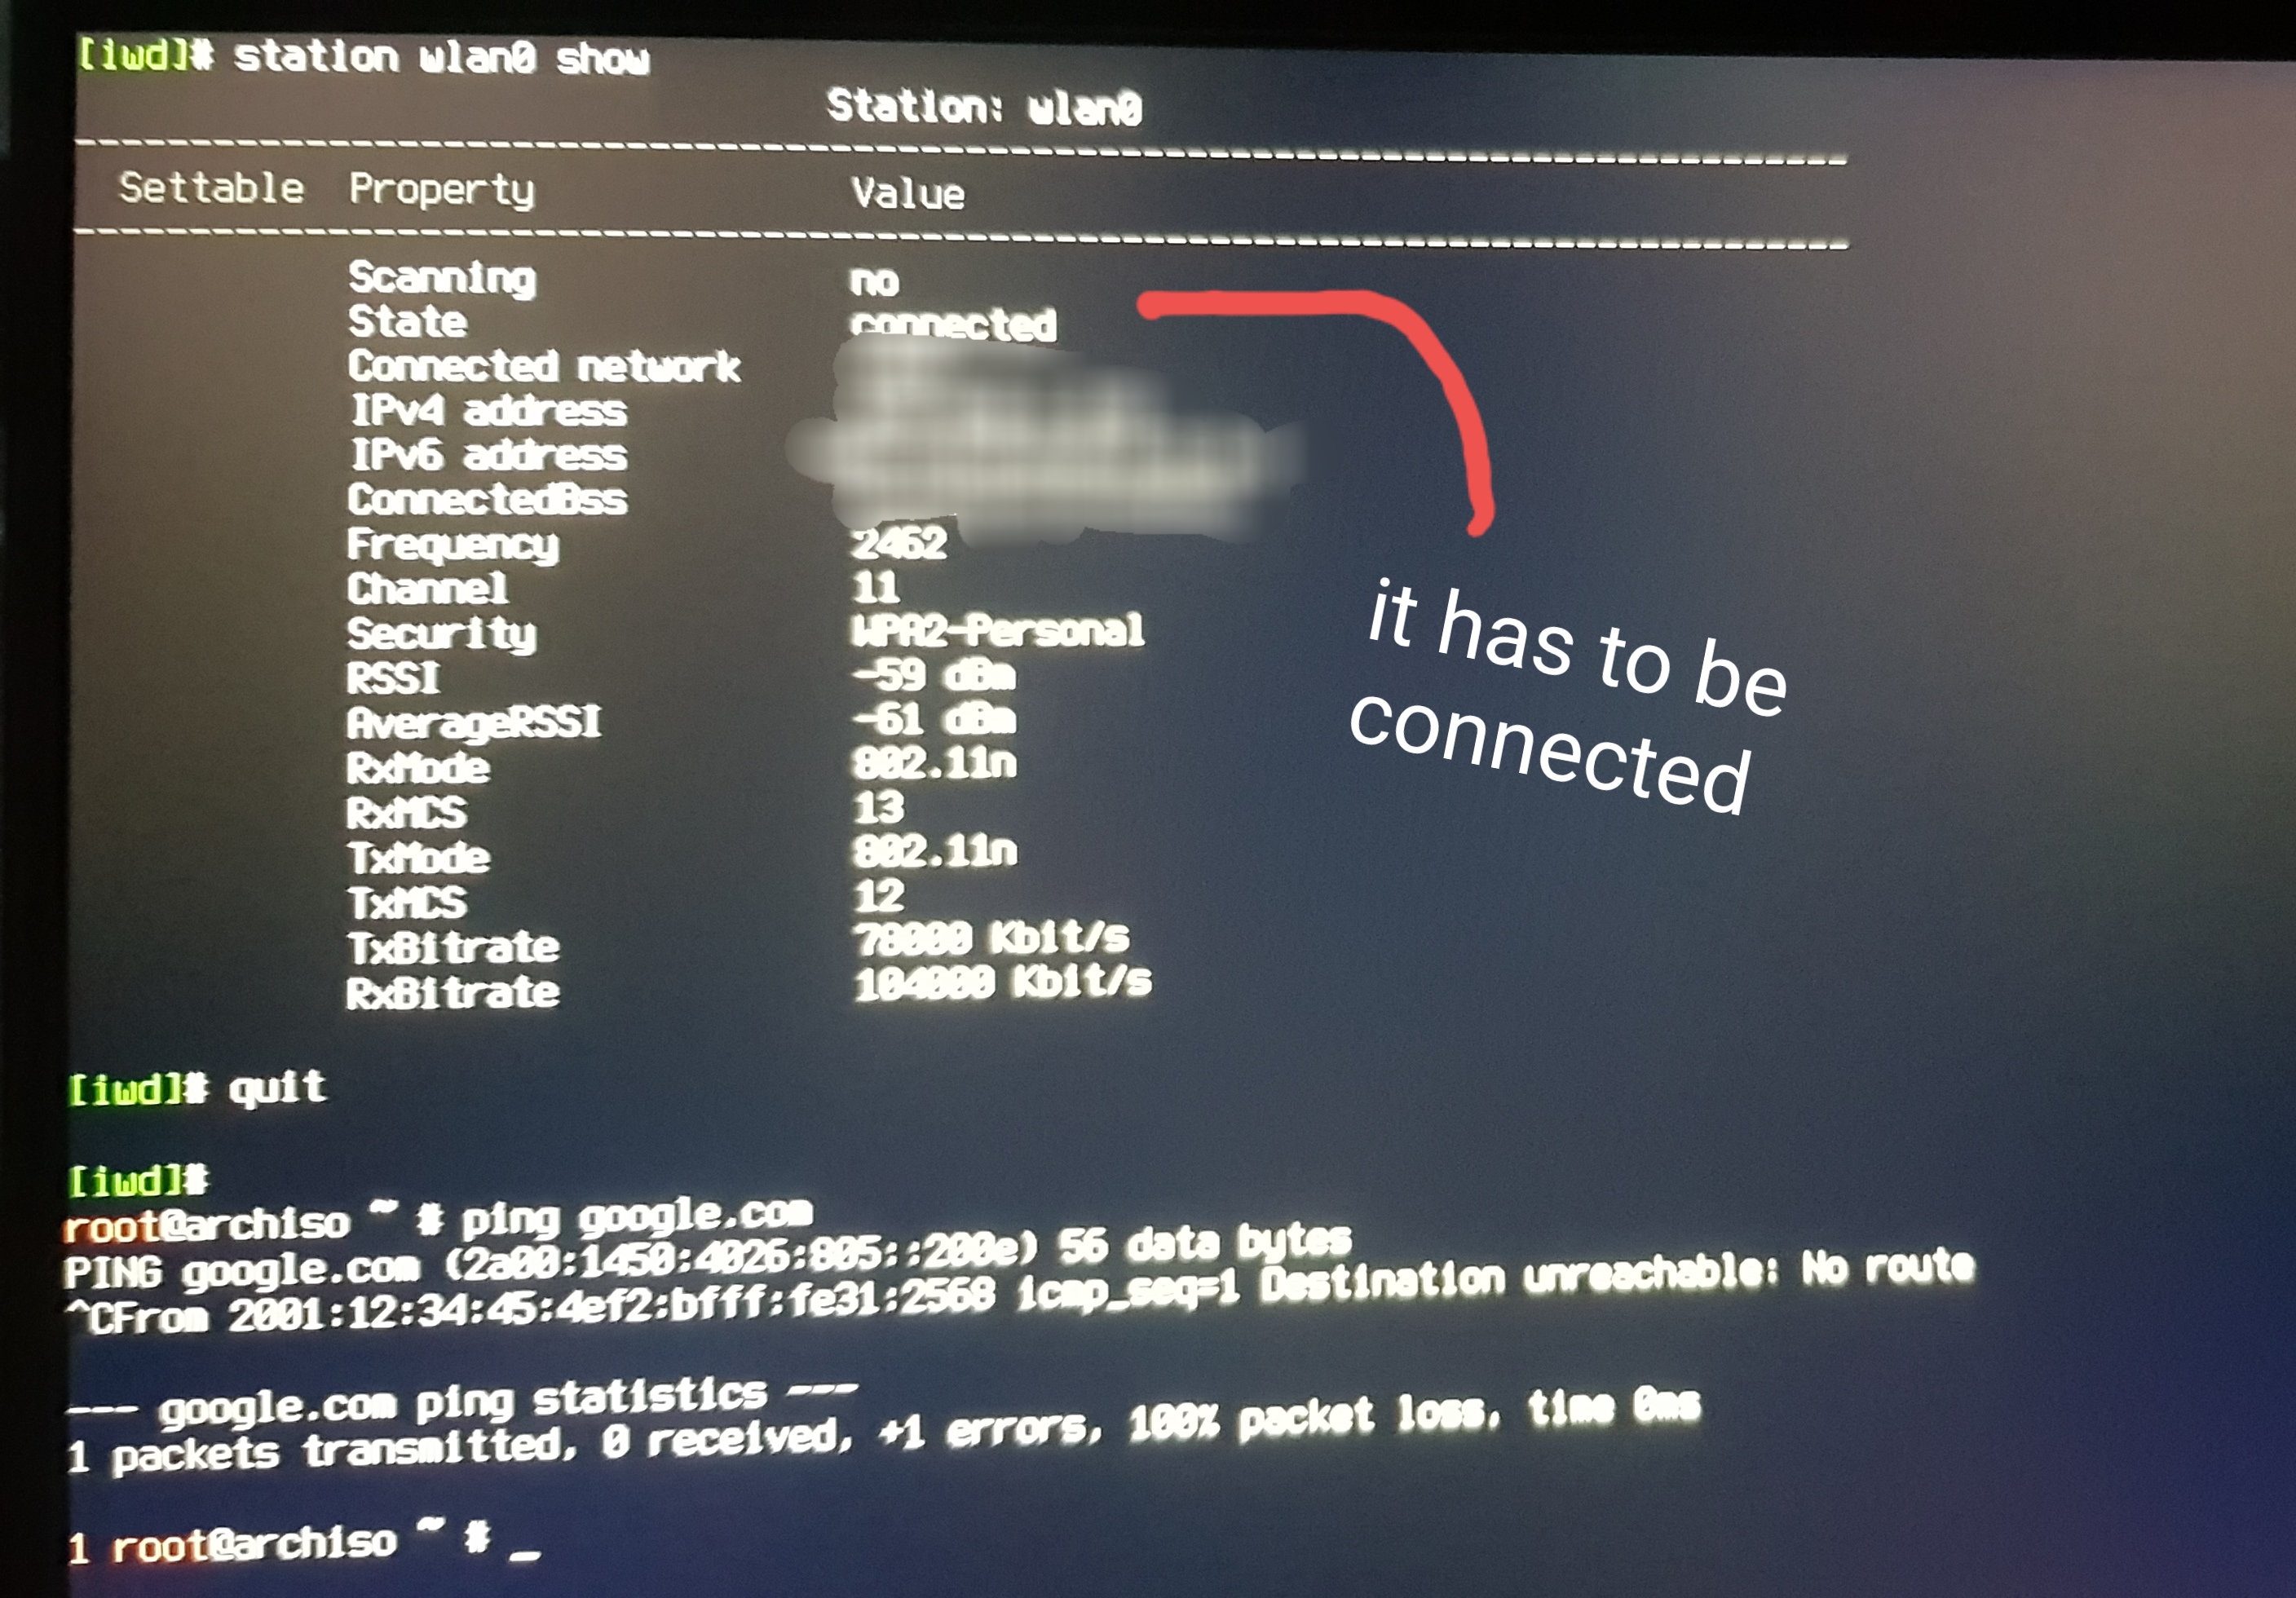 [iwd]# station wlan0 show
Station: wlan0
--------------------------------------------------------------------------------
Settable Property Value
--------------------------------------------------------------------------------
Scanning no
State connected
Connected network
IPv4 address
IPv6 address
ConnectedBss
Frequency 2462
Channel 11
Security WPA2-Personal
RSSI -59 dBm
AverageRSSI -61 dBm
RxMode 802.11n
RxMCS 13
TxMode 802.11n
TxMCS 12
TxBitrate 78000 Kbit/s
RxBitrate 104000 Kbit/s
it has to be
connected
[iwd]# quit
[iwd]#
root@archiso ~ # ping google.com
PING google.com (2a00:1450:4026:805::200e) 56 data bytes
^CFrom 2001:12:34:45:4ef2:bfff:fe31:2568 icmp_seq=1 Destination unreachable: No route
--- google.com ping statistics ---
1 packets transmitted, 0 received, +1 errors, 100% packet loss, time 0ms
1 root@archiso ~ # _